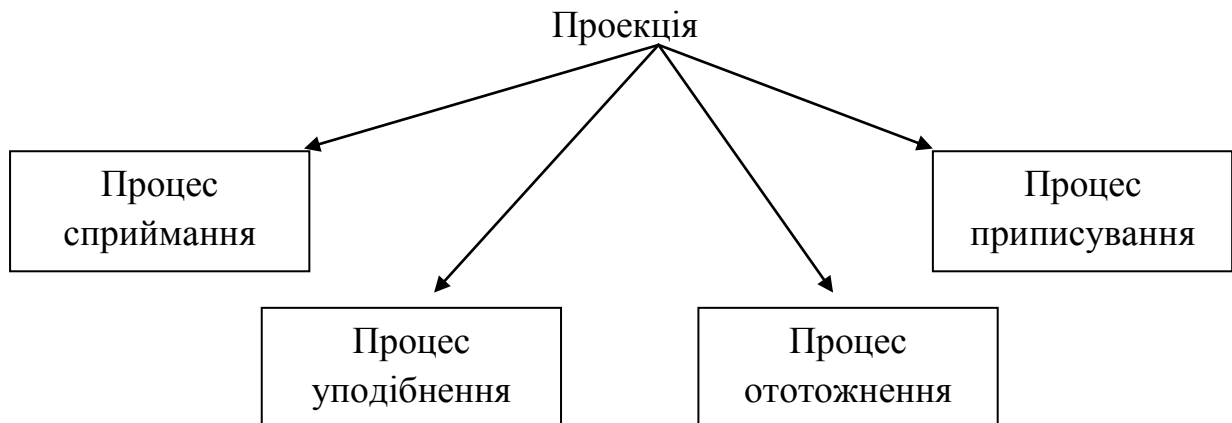 Проекція
Процес
сприймання
Процес
приписування
Процес
уподібнення
Процес
ототожнення